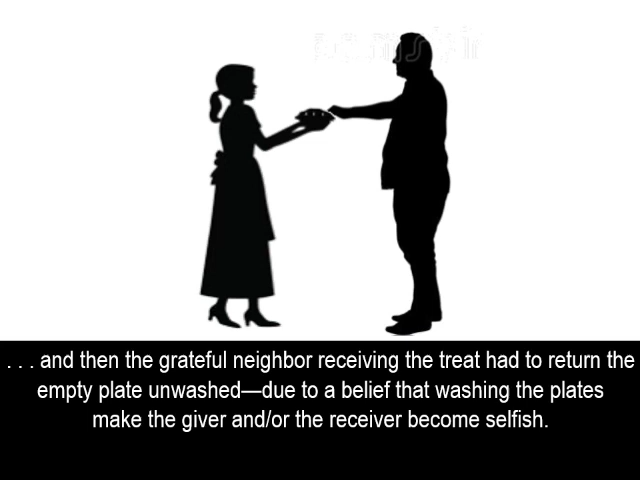 . . . and then the grateful neighbor receiving the treat had to return the
empty plate unwashed—due to a belief that washing the plates
make the giver and/or the receiver become selfish.